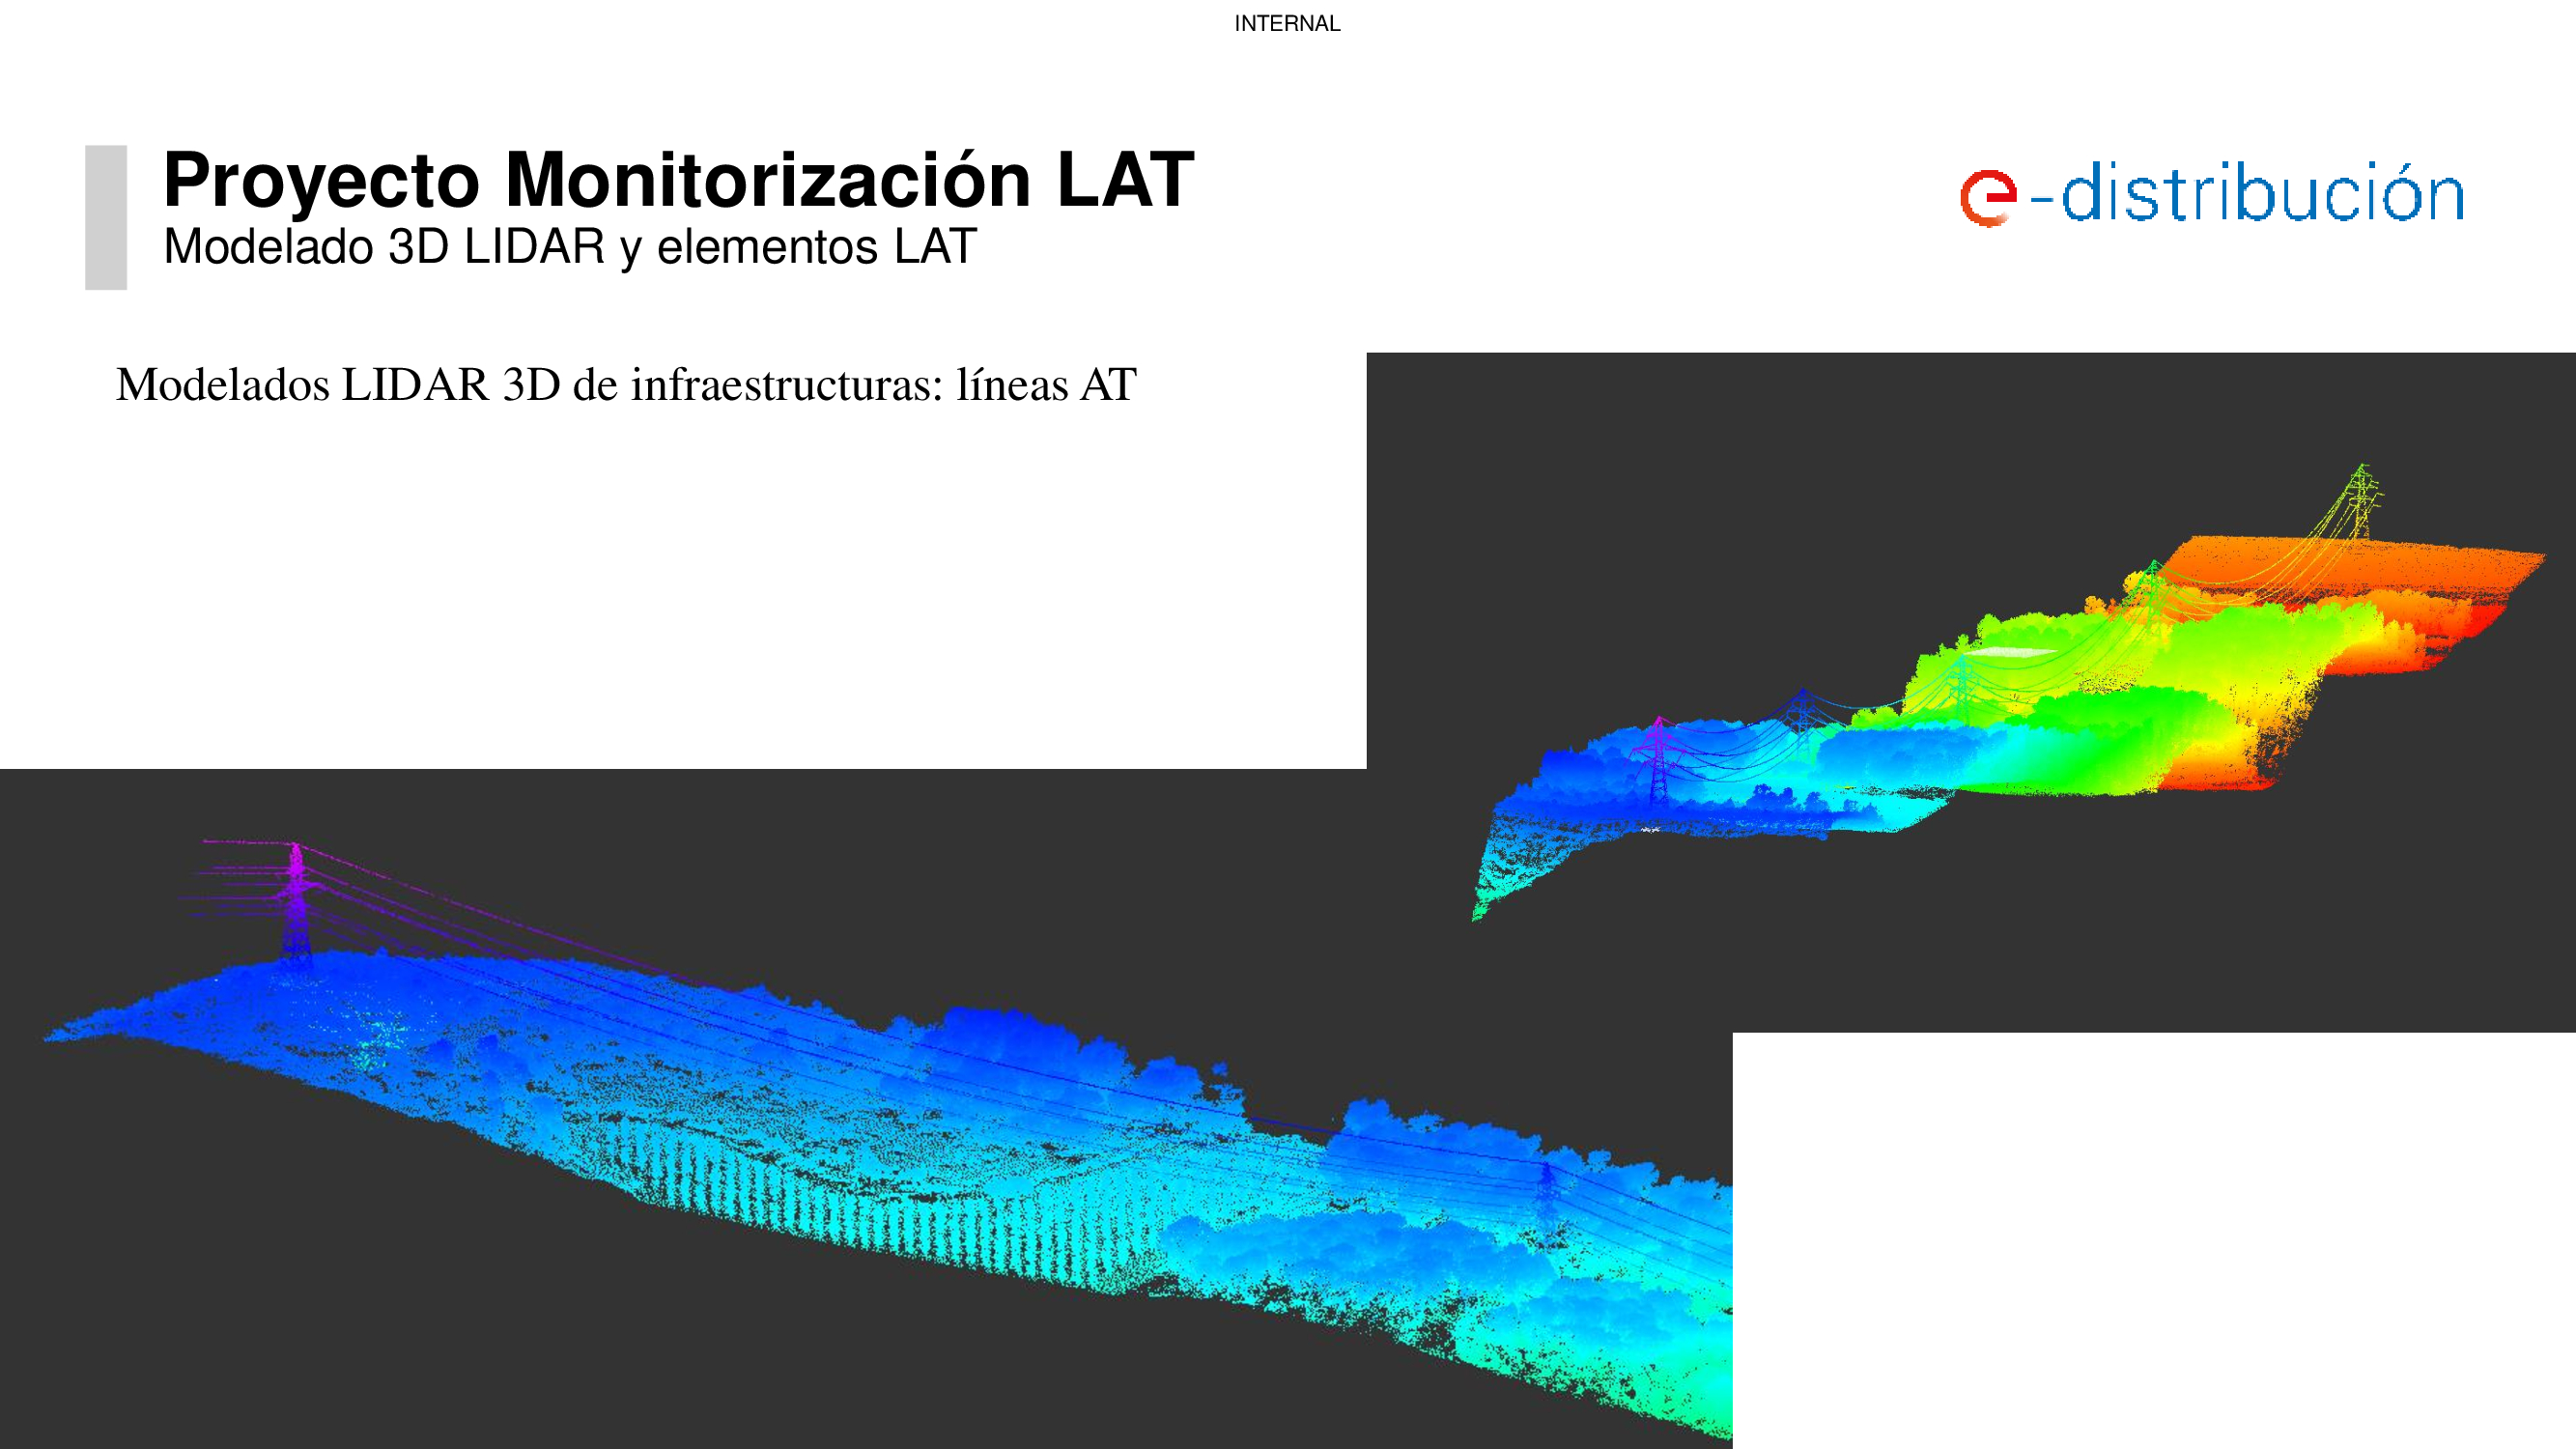 INTERNAL
Proyecto Monitorización LAT
Modelado 3D LIDAR y elementos LAT
e-distribución
Modelados LIDAR 3D de infraestructuras: líneas AT